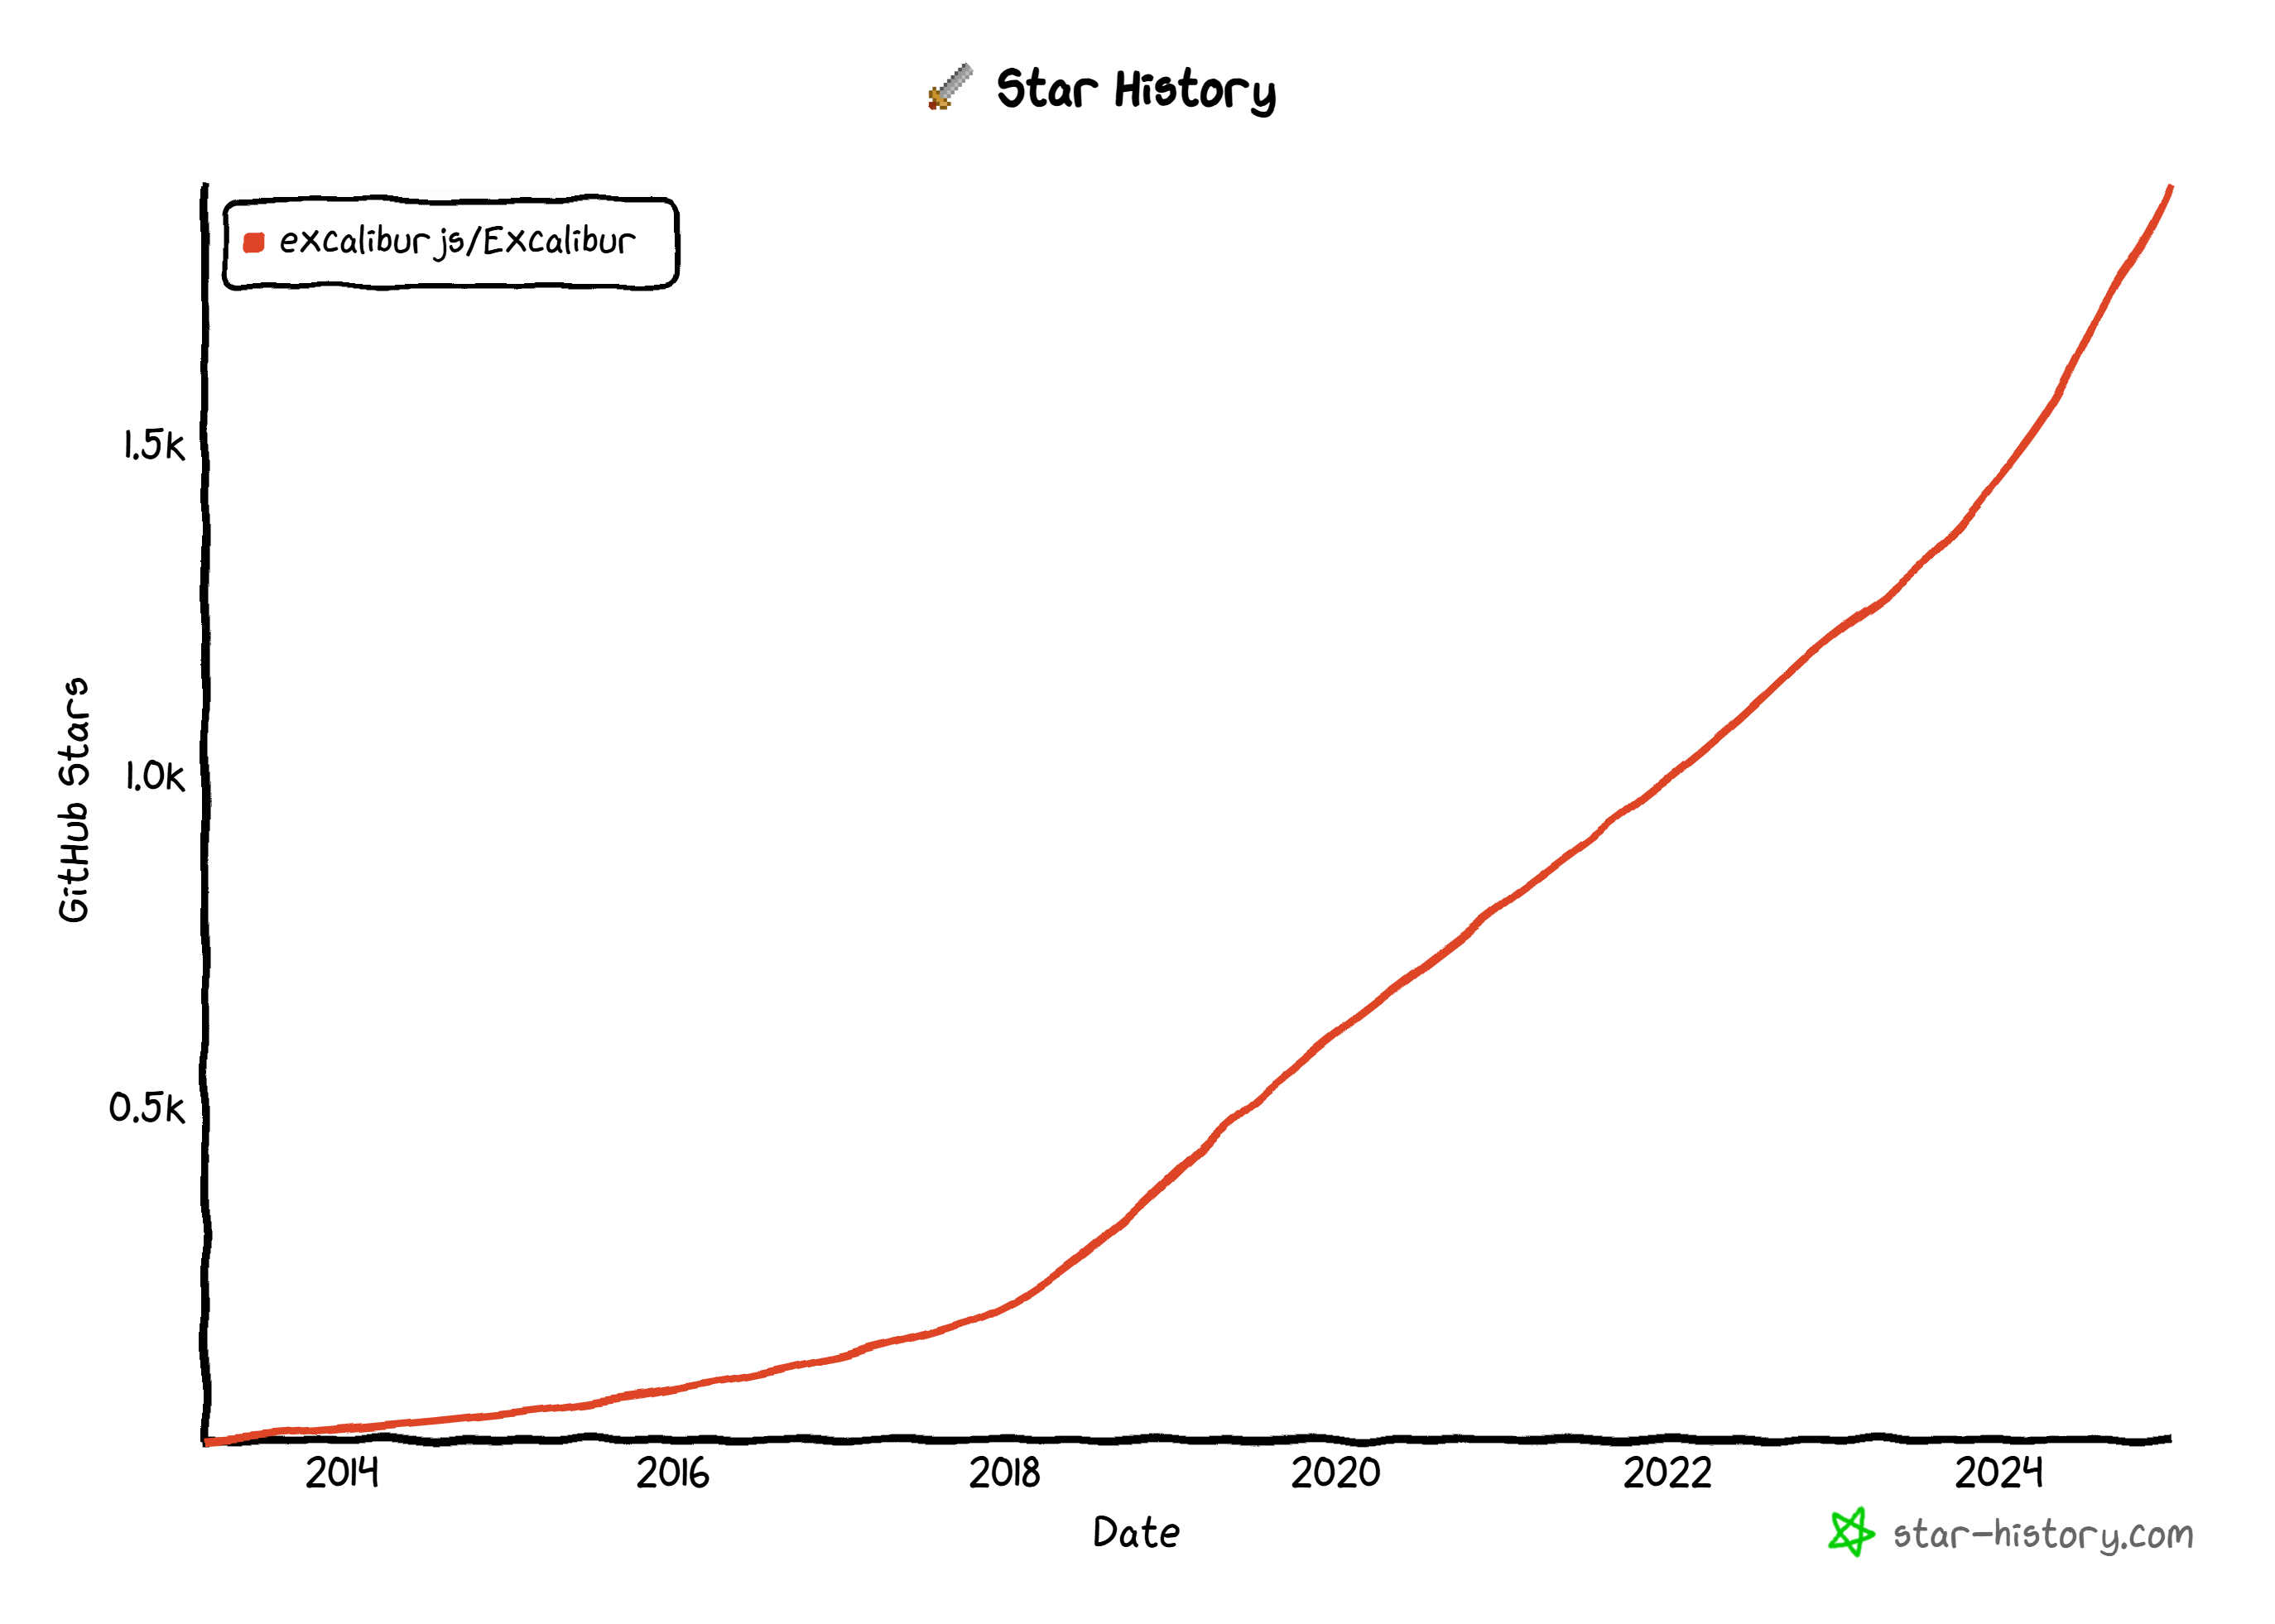 Star History
excaliburjs/Excalibur
1.5k
1.0k
0.5k
GitHub Stars
2014 2016 2018 2020 2022 2024
Date
star-history.com